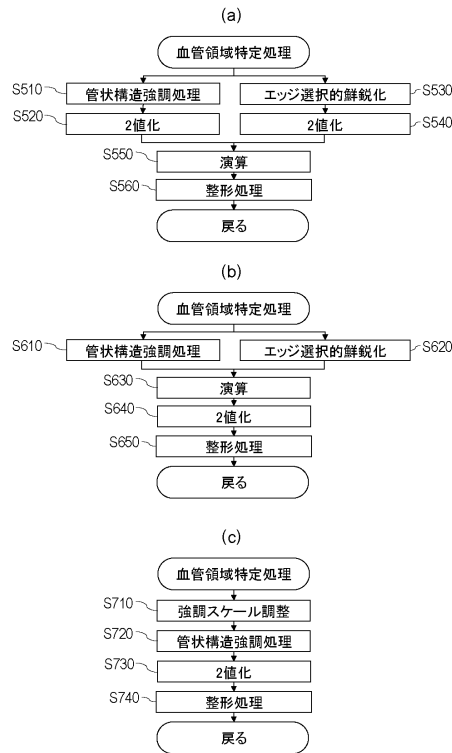 (a)
血管領域特定処理
S510
管状構造強調処理
エッジ選択的鮮鋭化
S530
S520
2値化
2値化
S540
S550
演算
S560
整形処理
戻る
(b)
血管領域特定処理
S610
管状構造強調処理
エッジ選択的鮮鋭化
S620
S630
演算
S640
2値化
S650
整形処理
戻る
(c)
血管領域特定処理
S710
強調スケール調整
S720
管状構造強調処理
S730
2値化
S740
整形処理
戻る